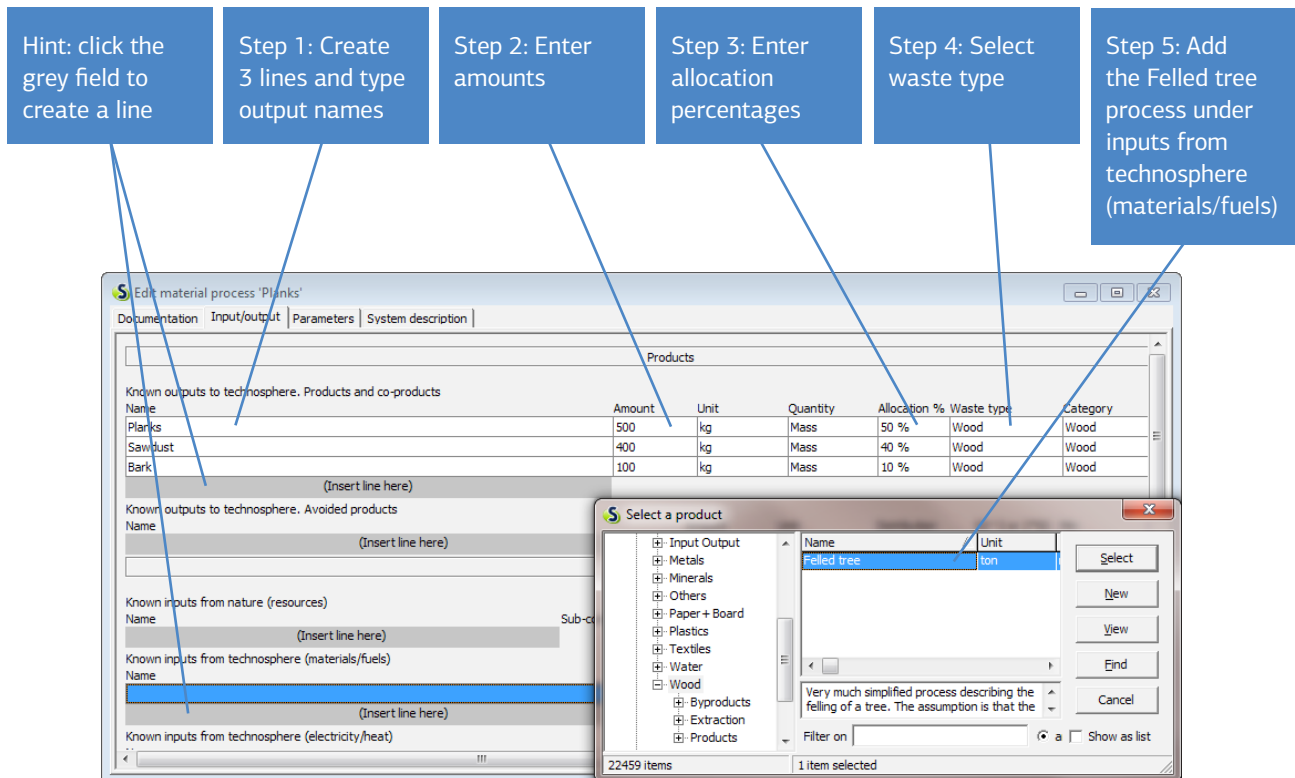 Hint: click the
grey field to
create a line
Step 1: Create
3 lines and type
output names
Step 2: Enter
amounts
Step 3: Enter
allocation
percentages
Step 4: Select
waste type
Step 5: Add
the Felled tree
process under
inputs from
technosphere
(materials/fuels)
S Edit material process 'Planks'
Documentation Input/output Parameters System description
Products
Known outputs to technosphere. Products and co-products
Name Amount Unit Quantity Allocation % Waste type Category
Planks 500 kg Mass 50 % Wood Wood
Sawdust 400 kg Mass 40 % Wood Wood
Bark 100 kg Mass 10 % Wood Wood
(Insert line here)
Known outputs to technosphere. Avoided products
Name
(Insert line here)
Known inputs from nature (resources)
Name Sub-co
(Insert line here)
Known inputs from technosphere (materials/fuels)
Name
(Insert line here)
Known inputs from technosphere (electricity/heat)
S Select a product
Input Output
Metals
Minerals
Others
Paper+Board
Plastics
Textiles
Water
Wood
Byproducts
Extraction
Products
Name / Unit
Felled tree ton
Select
New
View
Find
Cancel
Very much simplified process describing the
felling of a tree. The assumption is that the
Filter on a Show as list
22459 items 1 item selected